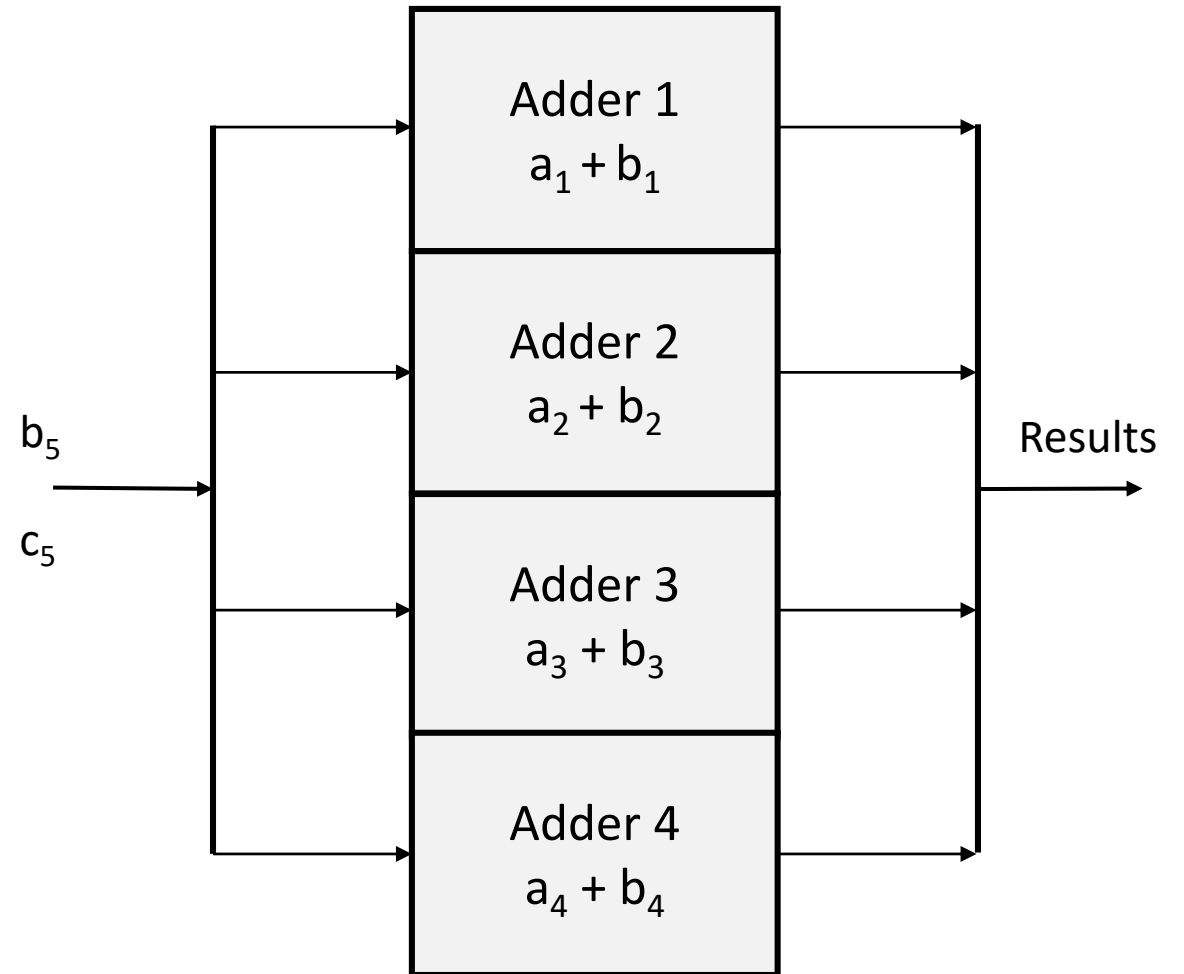 Adder 1
a₁ + b₁
Adder 2
a₂ + b₂
b₅
c₅
Results
Adder 3
a₃ + b₃
Adder 4
a₄ + b₄